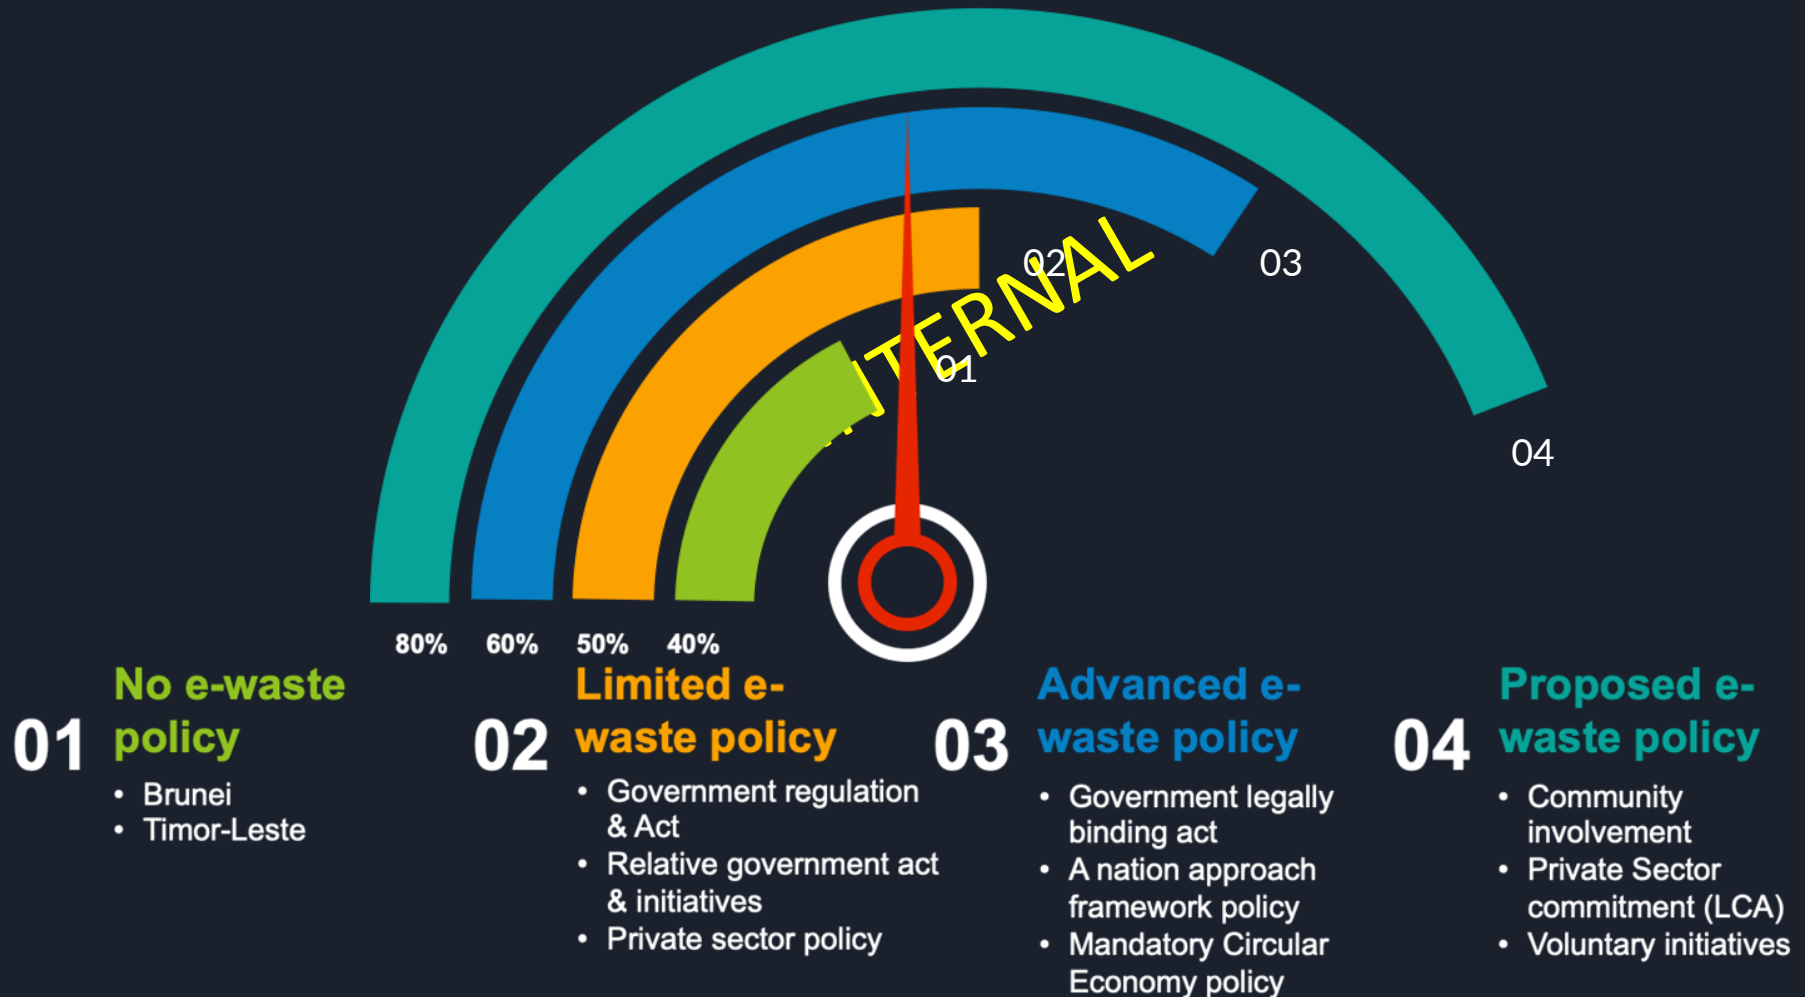 02
03
INTERNAL
01
04
80%
60%
50%
40%
01
No e-waste
policy
• Brunei
• Timor-Leste
02
Limited e-
waste policy
• Government regulation
& Act
• Relative government act
& initiatives
• Private sector policy
03
Advanced e-
waste policy
• Government legally
binding act
• A nation approach
framework policy
• Mandatory Circular
Economy policy
04
Proposed e-
waste policy
• Community
involvement
• Private Sector
commitment (LCA)
• Voluntary initiatives